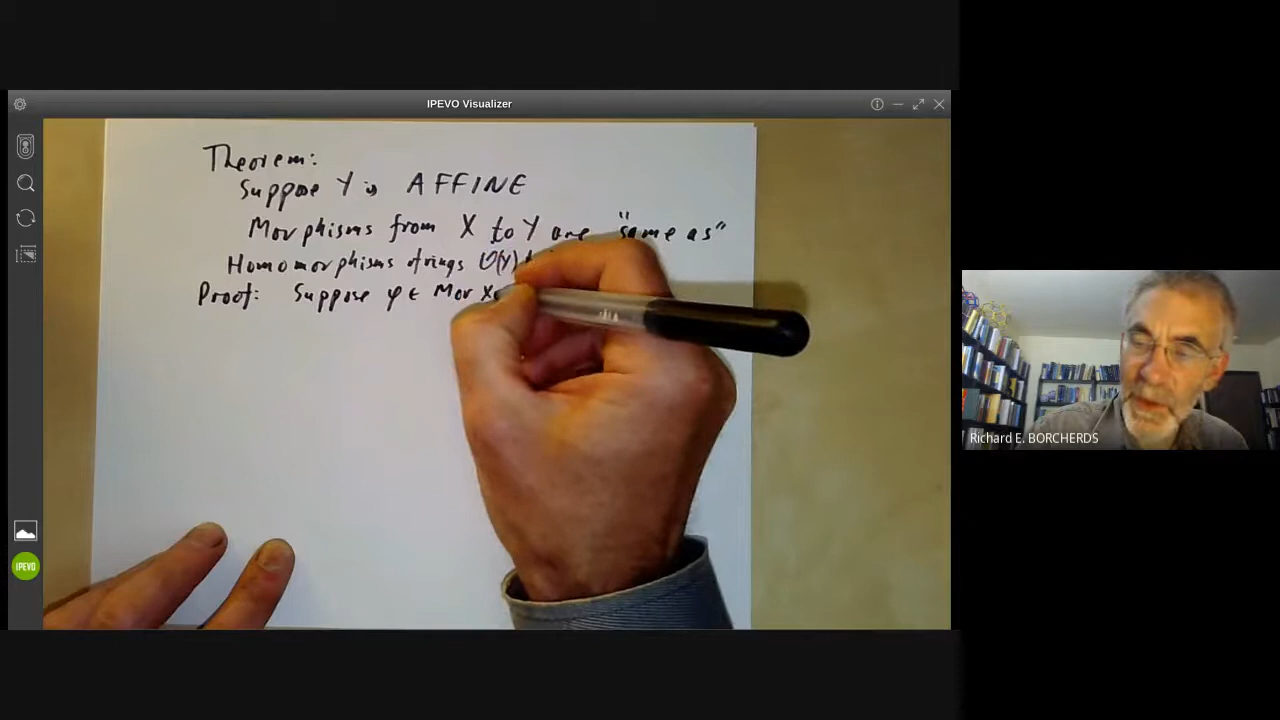 IPEVO Visualizer
Theorem:
Suppose Y is AFFINE
Morphisms from X to Y are "same as"
Homomorphisms of rings O(Y)
Proof: Suppose φ ∈ Mor X
IPEVO
Richard E. BORCHERDS